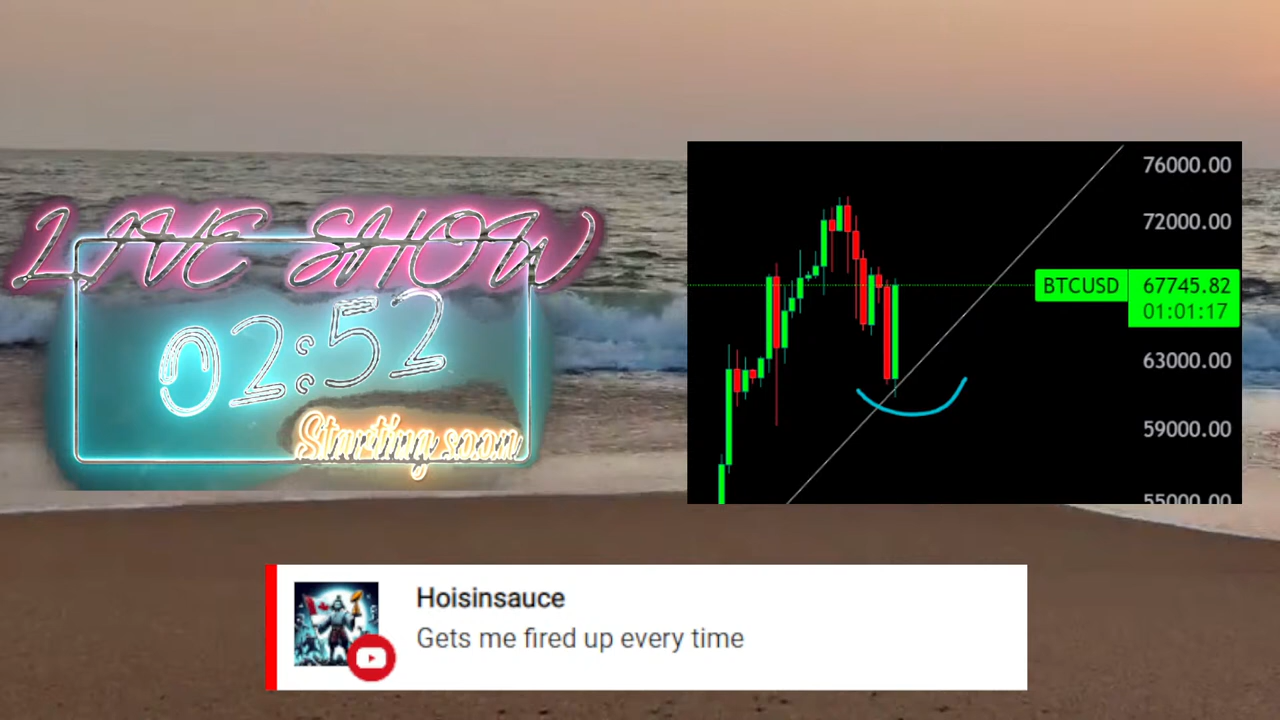 LIVE SHOW
02:52
Starting soon
76000.00
72000.00
BTCUSD 67745.82
01:01:17
63000.00
59000.00
55000.00
Hoisinsauce
Gets me fired up every time